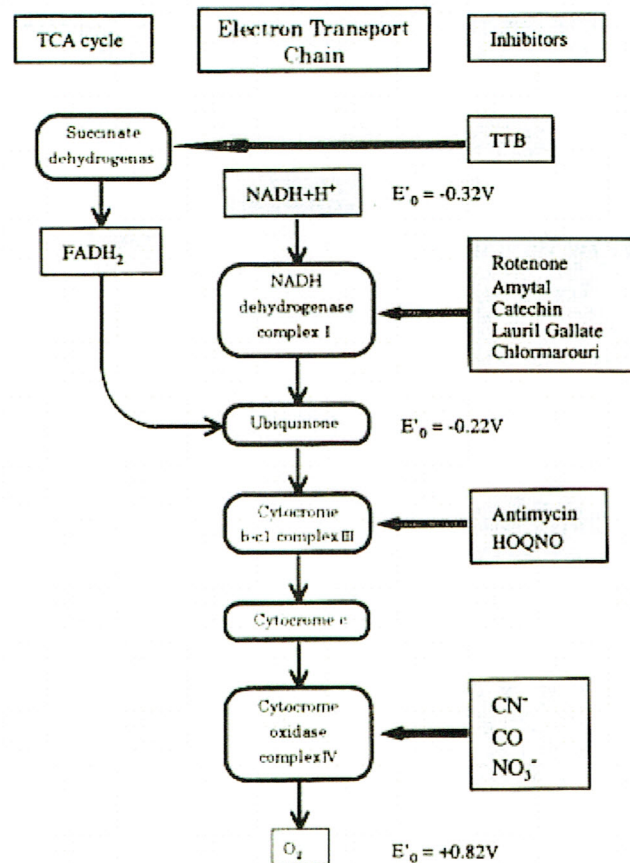 TCA cycle
Electron Transport
Chain
Inhibitors
Succinate
dehydrogenas
TTB
NADH+H⁺
E'₀ = -0.32V
FADH₂
NADH
dehydrogenase
complex I
Rotenone
Amytal
Catechin
Lauril Gallate
Chlormarouri
Ubiquinone
E'₀ = -0.22V
Cytocrome
b-c1 complex III
Antimycin
HOQNO
Cytocrome c
Cytocrome
oxidase
complex IV
CN⁻
CO
NO₃⁻
O₂
E'₀ = +0.82V